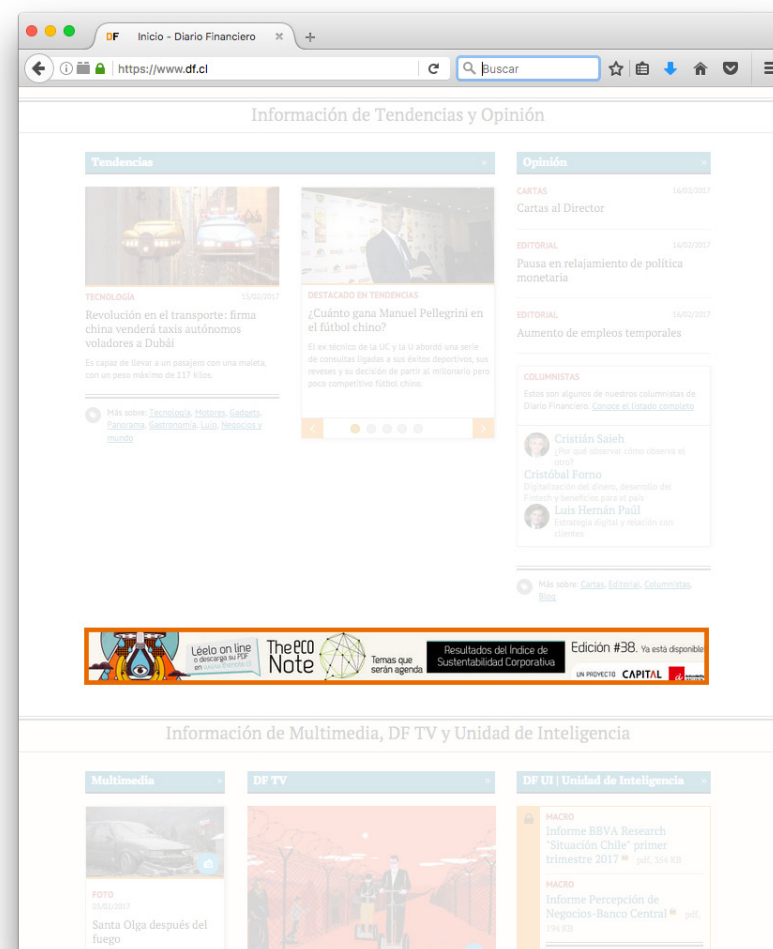 DF Inicio - Diario Financiero
https://www.df.cl
Buscar
Información de Tendencias y Opinión
Tendencias
TECNOLOGÍA 15/02/2017
Revolución en el transporte: firma
china venderá taxis autónomos
voladores a Dubái
Es capaz de llevar a un pasajero con una maleta,
con un peso máximo de 117 kilos.
Más sobre: Tecnología, Motores, Gadgets,
Panorama, Gastronomía, Lujo, Negocios y
mundo
DESTACADO EN TENDENCIAS
¿Cuánto gana Manuel Pellegrini en
el fútbol chino?
El ex técnico de la UC y la U abordó una serie
de consultas ligadas a sus éxitos deportivos, sus
reveses y su decisión de partir al millonario pero
poco competitivo fútbol chino.
Opinión
CARTAS 16/02/2017
Cartas al Director
EDITORIAL 16/02/2017
Pausa en relajamiento de política
monetaria
EDITORIAL 16/02/2017
Aumento de empleos temporales
COLUMNISTAS
Estos son algunos de nuestros columnistas de
Diario Financiero. Conoce el listado completo
Cristián Saieh
¿Por qué observar cómo observa el
otro?
Cristóbal Forno
Digitalización del dinero, desarrollo del
Fintech y beneficios para el país
Luis Hernán Paúl
Estrategia digital y relación con
clientes
Más sobre: Cartas, Editorial, Columnistas,
Blog
Léelo on line
o descarga su PDF
en
The eco
Note
Temas que
serán agenda
Resultados del Índice de
Sustentabilidad Corporativa
Edición #38. Ya está disponible
UN PROYECTO CAPITAL df
Información de Multimedia, DF TV y Unidad de Inteligencia
Multimedia
FOTO
05/02/2017
Santa Olga después del
fuego
DF TV
DF UI | Unidad de Inteligencia
MACRO
Informe BBVA Research
"Situación Chile" primer
trimestre 2017 pdf, 554 KB
MACRO
Informe Percepción de
Negocios-Banco Central pdf,
194 KB